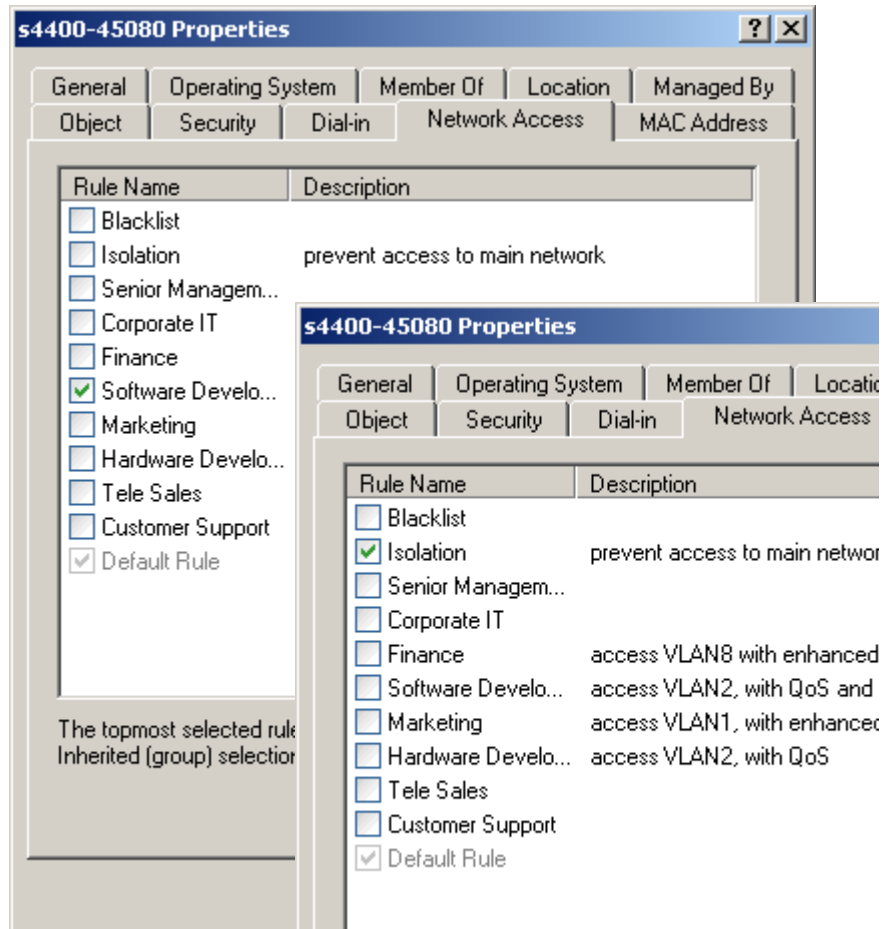 s4400-45080 Properties
General Operating System Member Of Location Managed By
Object Security Dial-in Network Access MAC Address
Rule Name Description
Blacklist
Isolation prevent access to main network
Senior Managem...
Corporate IT
Finance
Software Develo...
Marketing
Hardware Develo...
Tele Sales
Customer Support
Default Rule
The topmost selected rule
Inherited (group)
s4400-45080 Properties
General Operating System Member Of
Object Security Dial-in Network Access
Rule Name Description
Blacklist
Isolation prevent access to main
Senior Managem...
Corporate IT
Finance access VLAN8 with enhanced
Software Develo... access VLAN2, with QoS and
Marketing access VLAN1, with enhanced
Hardware Develo... access VLAN2, with QoS
Tele Sales
Customer Support
Default Rule